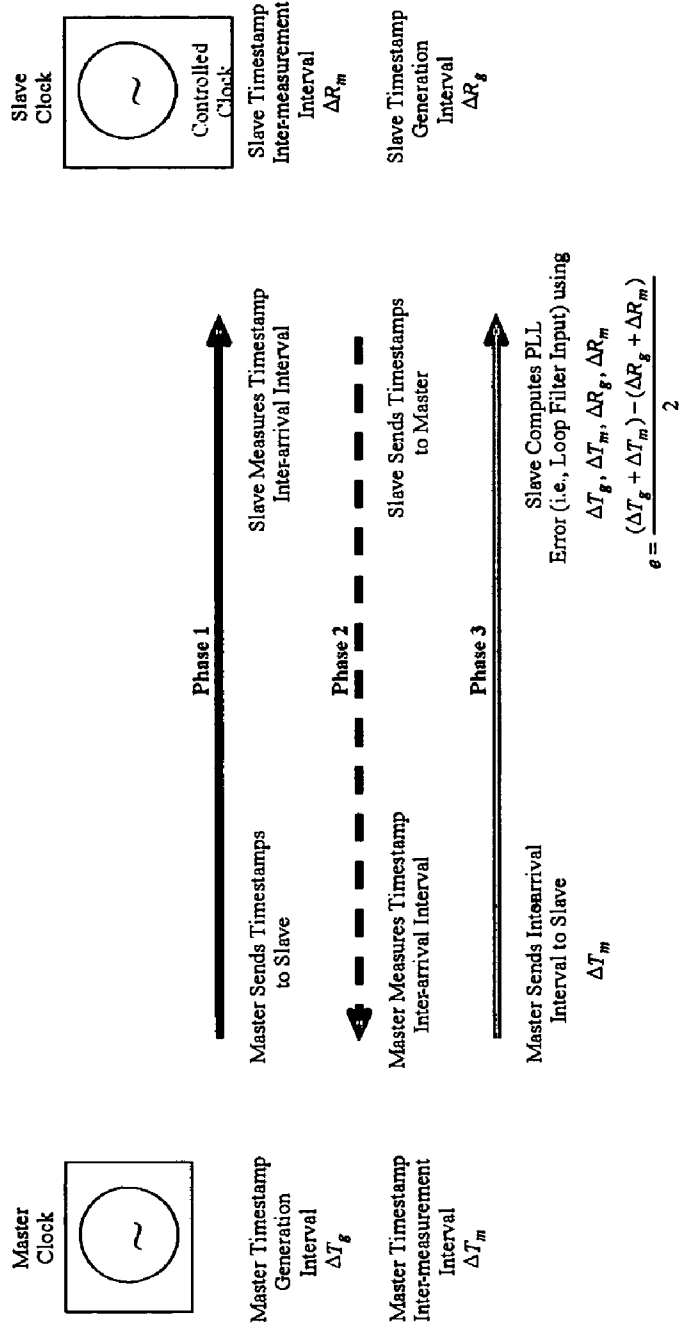 Master
Clock
~
Master Timestamp
Generation
Interval
ΔT_g
Master Timestamp
Inter-measurement
Interval
ΔT_m
Phase 1
Master Sends Timestamps
to Slave
Slave Measures Timestamp
Inter-arrival Interval
Phase 2
Master Measures Timestamp
Inter-arrival Interval
Slave Sends Timestamps
to Master
Phase 3
Master Sends Interarrival
Interval to Slave
ΔT_m
Slave Computes PLL
Error (i.e., Loop Filter Input) using
ΔT_g, ΔT_m, ΔR_g, ΔR_m
e = (ΔT_g + ΔT_m) − (ΔR_g + ΔR_m)
2
Slave
Clock
~
Controlled
Clock
Slave Timestamp
Inter-measurement
Interval
ΔR_m
Slave Timestamp
Generation
Interval
ΔR_g